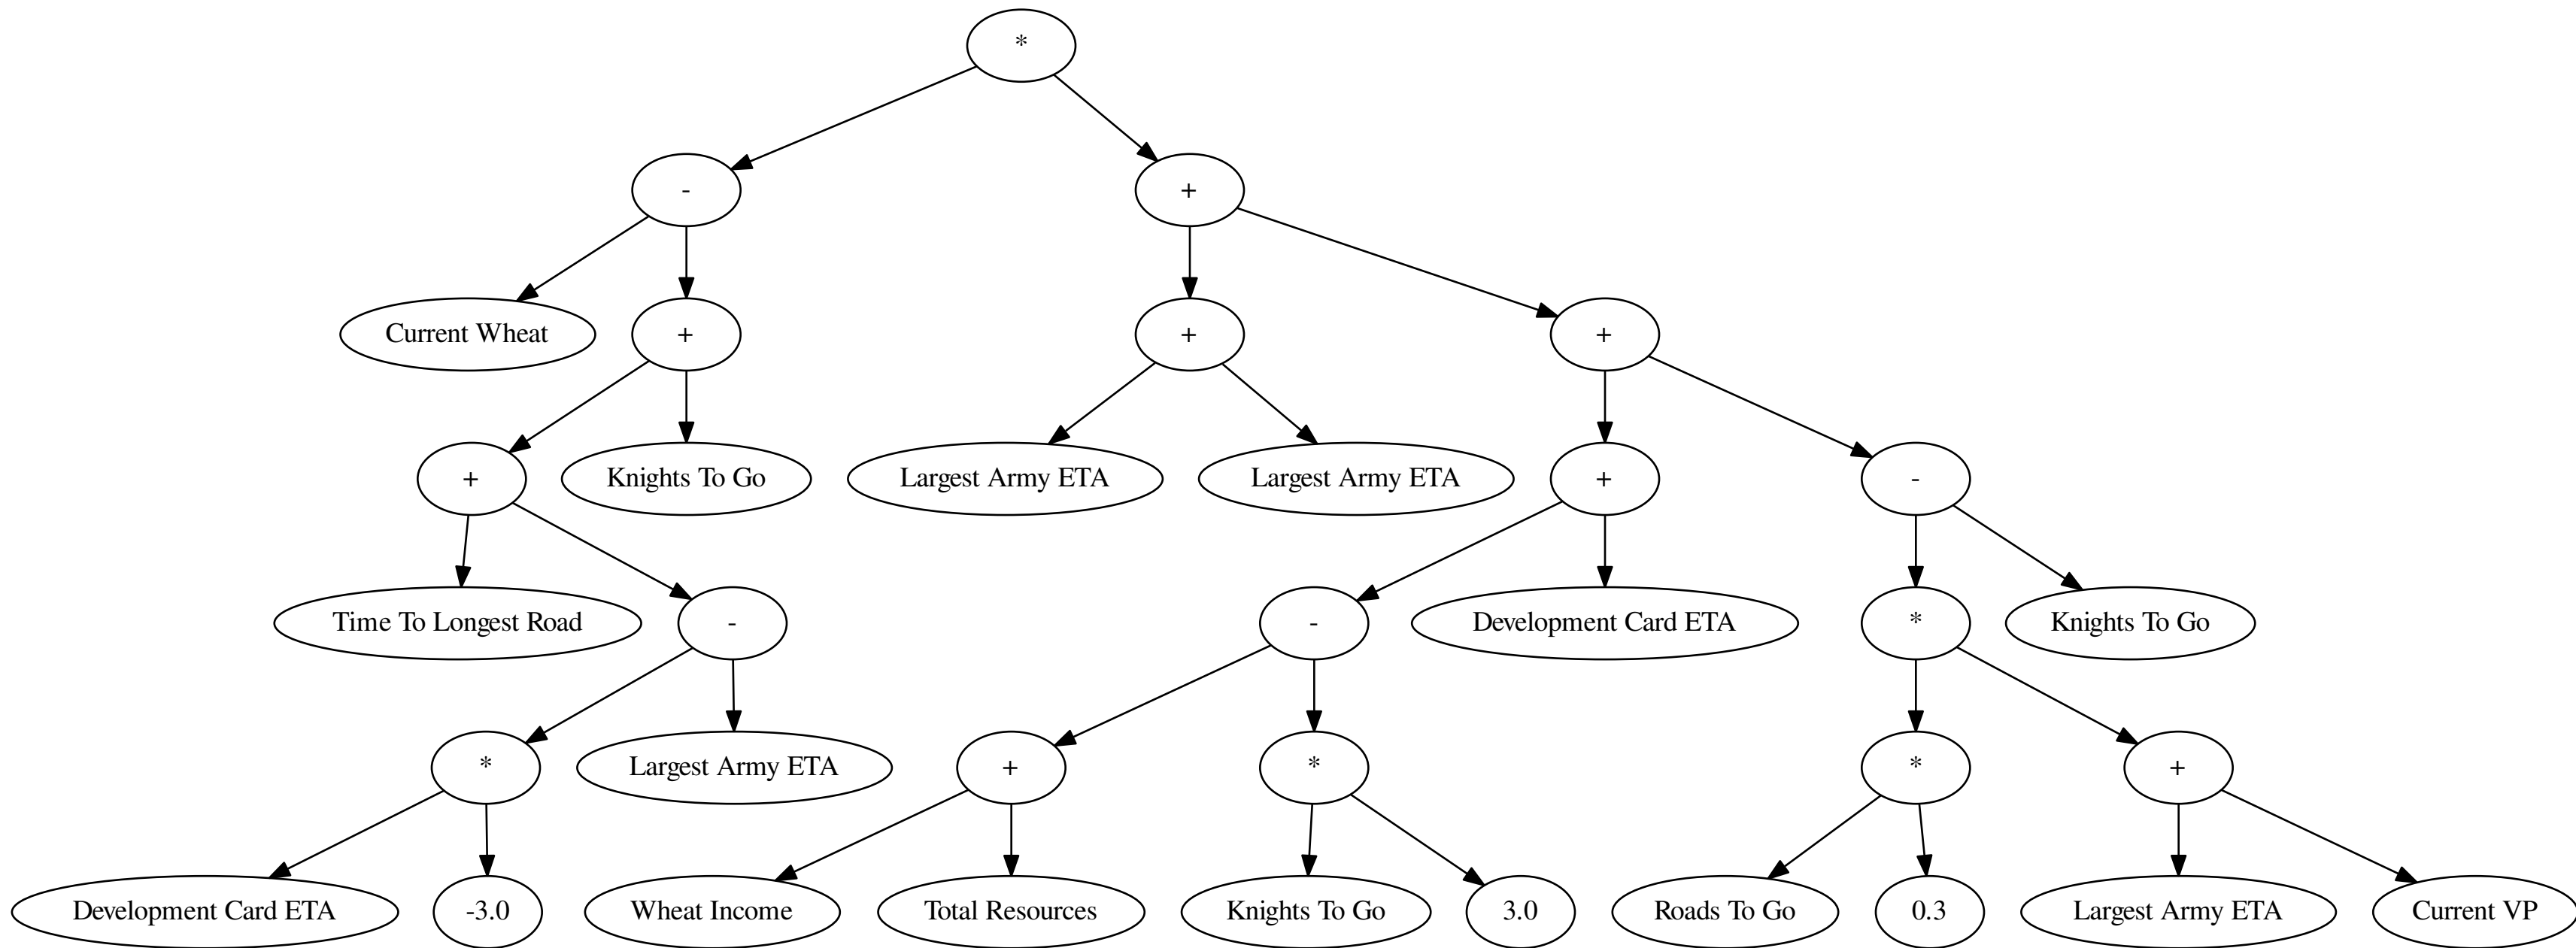 *
-
+
Current Wheat
+
+
+
+
Knights To Go
Largest Army ETA
Largest Army ETA
+
-
Time To Longest Road
-
-
Development Card ETA
*
Knights To Go
*
Largest Army ETA
+
*
*
+
Development Card ETA
-3.0
Wheat Income
Total Resources
Knights To Go
3.0
Roads To Go
0.3
Largest Army ETA
Current VP